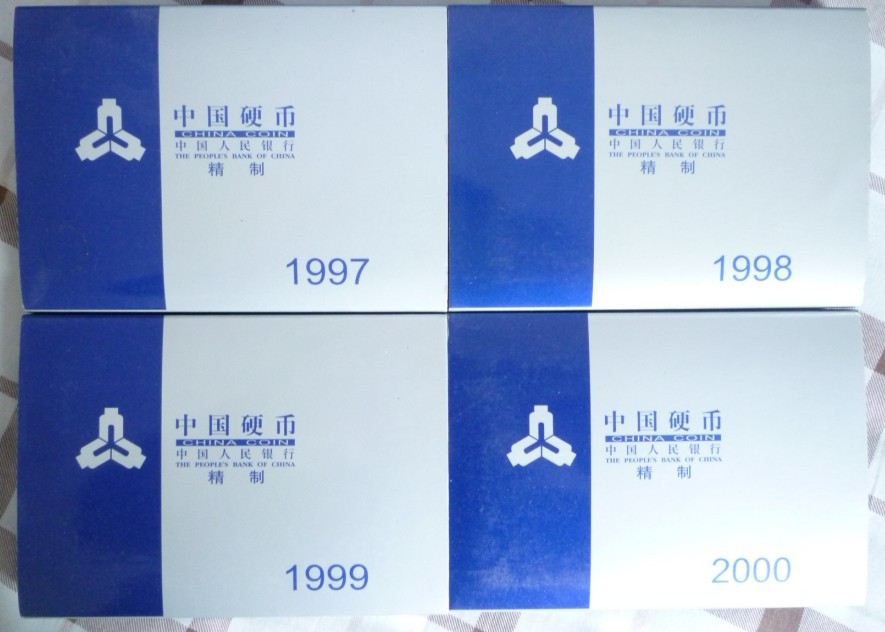 中国硬币
CHINA COIN
中国人民银行
THE PEOPLE'S BANK OF CHINA
精制
1997
中国硬币
CHINA COIN
中国人民银行
THE PEOPLE'S BANK OF CHINA
精制
1998
中国硬币
CHINA COIN
中国人民银行
THE PEOPLE'S BANK OF CHINA
精制
1999
中国硬币
CHINA COIN
中国人民银行
THE PEOPLE'S BANK OF CHINA
精制
2000